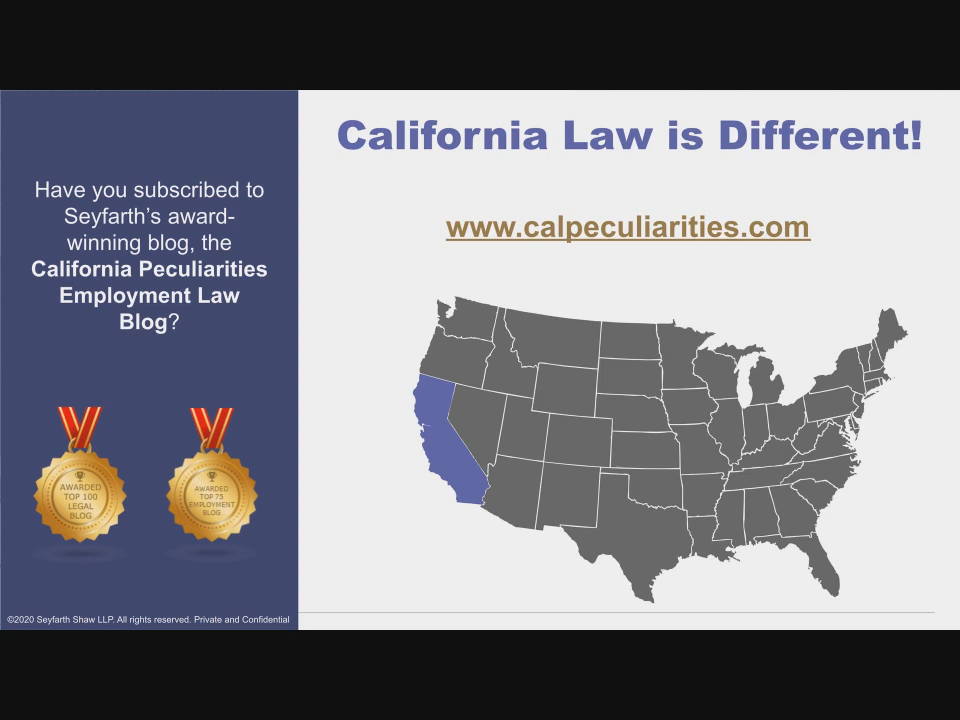 California Law is Different!
Have you subscribed to
Seyfarth’s award-
winning blog, the
California Peculiarities
Employment Law
Blog?
www.calpeculiarities.com
AWARDED
TOP 100
LEGAL
BLOG
AWARDED
TOP 75
EMPLOYMENT
BLOG
©2020 Seyfarth Shaw LLP. All rights reserved. Private and Confidential